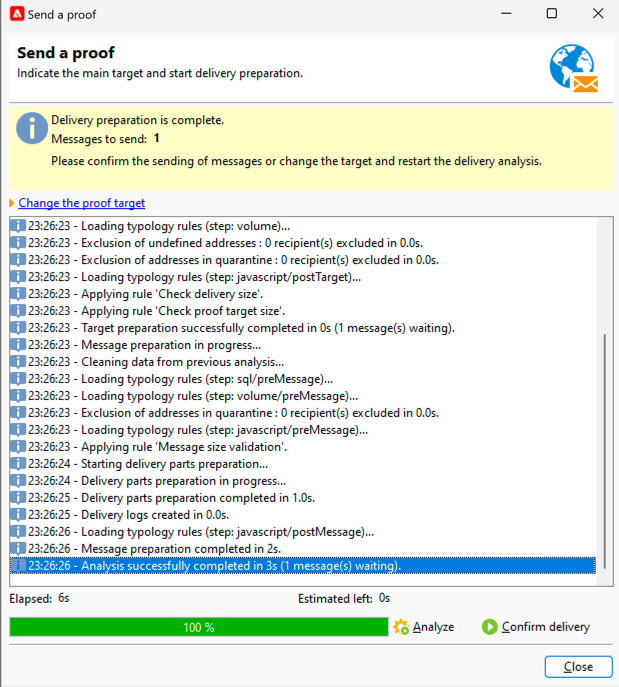 Send a proof
Send a proof
Indicate the main target and start delivery preparation.
Delivery preparation is complete.
Messages to send: 1
Please confirm the sending of messages or change the target and restart the delivery analysis.
Change the proof target
23:26:23 - Loading typology rules (step: volume)...
23:26:23 - Exclusion of undefined addresses : 0 recipient(s) excluded in 0.0s.
23:26:23 - Exclusion of addresses in quarantine : 0 recipient(s) excluded in 0.0s.
23:26:23 - Loading typology rules (step: javascript/postTarget)...
23:26:23 - Applying rule 'Check delivery size'.
23:26:23 - Applying rule 'Check proof target size'.
23:26:23 - Target preparation successfully completed in 0s (1 message(s) waiting).
23:26:23 - Message preparation in progress...
23:26:23 - Cleaning data from previous analysis...
23:26:23 - Loading typology rules (step: sql/preMessage)...
23:26:23 - Loading typology rules (step: volume/preMessage)...
23:26:23 - Exclusion of addresses in quarantine : 0 recipient(s) excluded in 0.0s.
23:26:23 - Loading typology rules (step: javascript/preMessage)...
23:26:23 - Applying rule 'Message size validation'.
23:26:24 - Starting delivery parts preparation...
23:26:24 - Delivery parts preparation in progress...
23:26:25 - Delivery parts preparation completed in 1.0s.
23:26:25 - Delivery logs created in 0.0s.
23:26:26 - Loading typology rules (step: javascript/postMessage)...
23:26:26 - Message preparation completed in 2s.
23:26:26 - Analysis successfully completed in 3s (1 message(s) waiting).
Elapsed: 6s Estimated left: 0s
100 % Analyze Confirm delivery
Close